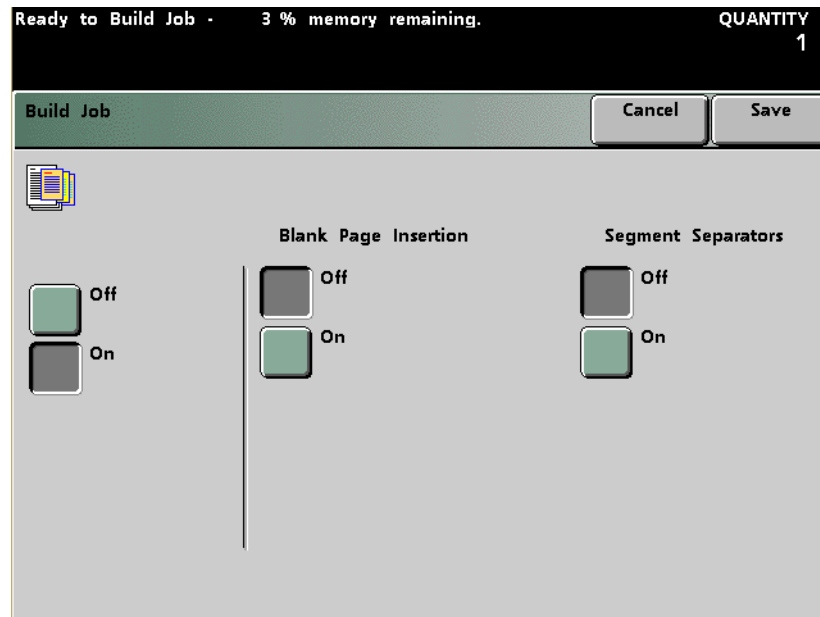 Ready to Build Job - 3 % memory remaining.
QUANTITY
1
Build Job
Cancel
Save
Blank Page Insertion
Segment Separators
Off
On
Off
On
Off
On